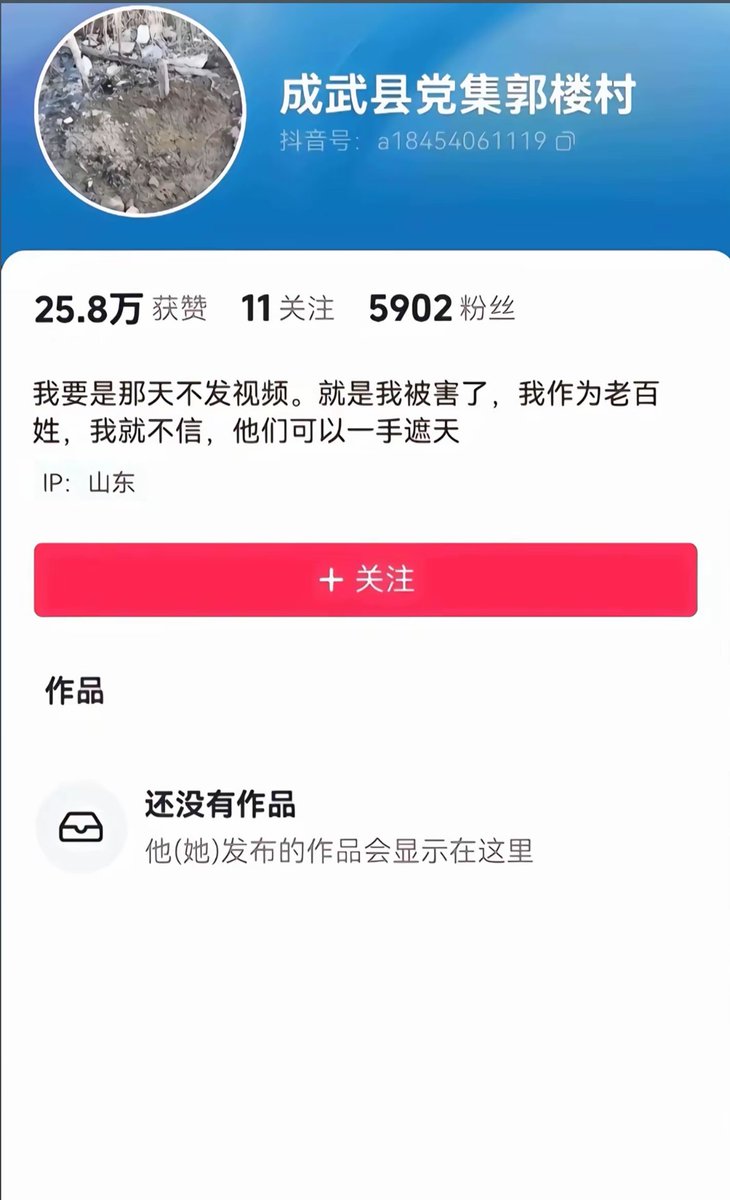 成武县党集郭楼村
抖音号：a18454061119
25.8万 获赞 11 关注 5902 粉丝
我要是那天不发视频。就是我被害了，我作为老百
姓，我就不信，他们可以一手遮天
IP：山东
+ 关注
作品
还没有作品
他(她)发布的作品会显示在这里